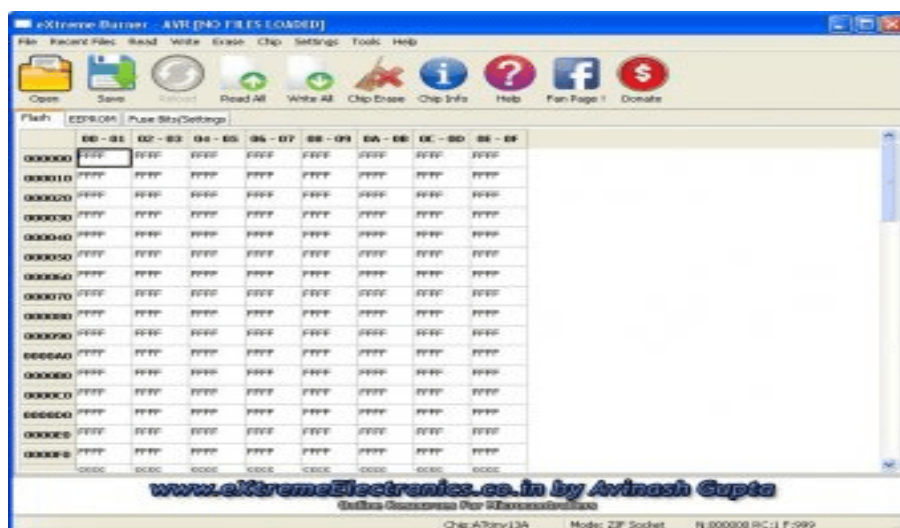 eXtreme Burner - AVR [NO FILES LOADED]
File Recent Files Read Write Erase Chip Settings Tools Help
Open Save Reload Read All Write All Chip Erase Chip Info Help Fan Page ! Donate
Flash EEPROM Fuse Bits/Settings
00 - 01 02 - 03 04 - 05 06 - 07 08 - 09 0A - 0B 0C - 0D 0E - 0F
000000 FFFF FFFF FFFF FFFF FFFF FFFF FFFF FFFF
000010 FFFF FFFF FFFF FFFF FFFF FFFF FFFF FFFF
000020 FFFF FFFF FFFF FFFF FFFF FFFF FFFF FFFF
000030 FFFF FFFF FFFF FFFF FFFF FFFF FFFF FFFF
000040 FFFF FFFF FFFF FFFF FFFF FFFF FFFF FFFF
000050 FFFF FFFF FFFF FFFF FFFF FFFF FFFF FFFF
000060 FFFF FFFF FFFF FFFF FFFF FFFF FFFF FFFF
000070 FFFF FFFF FFFF FFFF FFFF FFFF FFFF FFFF
000080 FFFF FFFF FFFF FFFF FFFF FFFF FFFF FFFF
000090 FFFF FFFF FFFF FFFF FFFF FFFF FFFF FFFF
0000A0 FFFF FFFF FFFF FFFF FFFF FFFF FFFF FFFF
0000B0 FFFF FFFF FFFF FFFF FFFF FFFF FFFF FFFF
0000C0 FFFF FFFF FFFF FFFF FFFF FFFF FFFF FFFF
0000D0 FFFF FFFF FFFF FFFF FFFF FFFF FFFF FFFF
0000E0 FFFF FFFF FFFF FFFF FFFF FFFF FFFF FFFF
0000F0 FFFF FFFF FFFF FFFF FFFF FFFF FFFF FFFF
www.eXtremeElectronics.co.in by Avinash Gupta
Online Resources For Microcontrollers
Chip:ATtiny13A Mode: ZIF Socket N:000808 RC:1 F:999